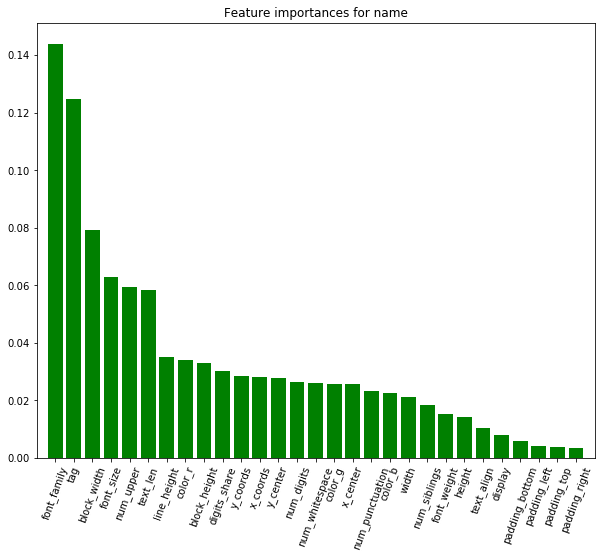 Feature importances for name
0.14
0.12
0.10
0.08
0.06
0.04
0.02
0.00
font_family
tag
block_width
font_size
num_upper
text_len
line_height
color_r
block_height
digits_share
y_coords
x_coords
y_center
num_digits
num_whitespace
color_g
x_center
num_punctuation
color_b
width
num_siblings
font_weight
height
text_align
display
padding_bottom
padding_left
padding_top
padding_right